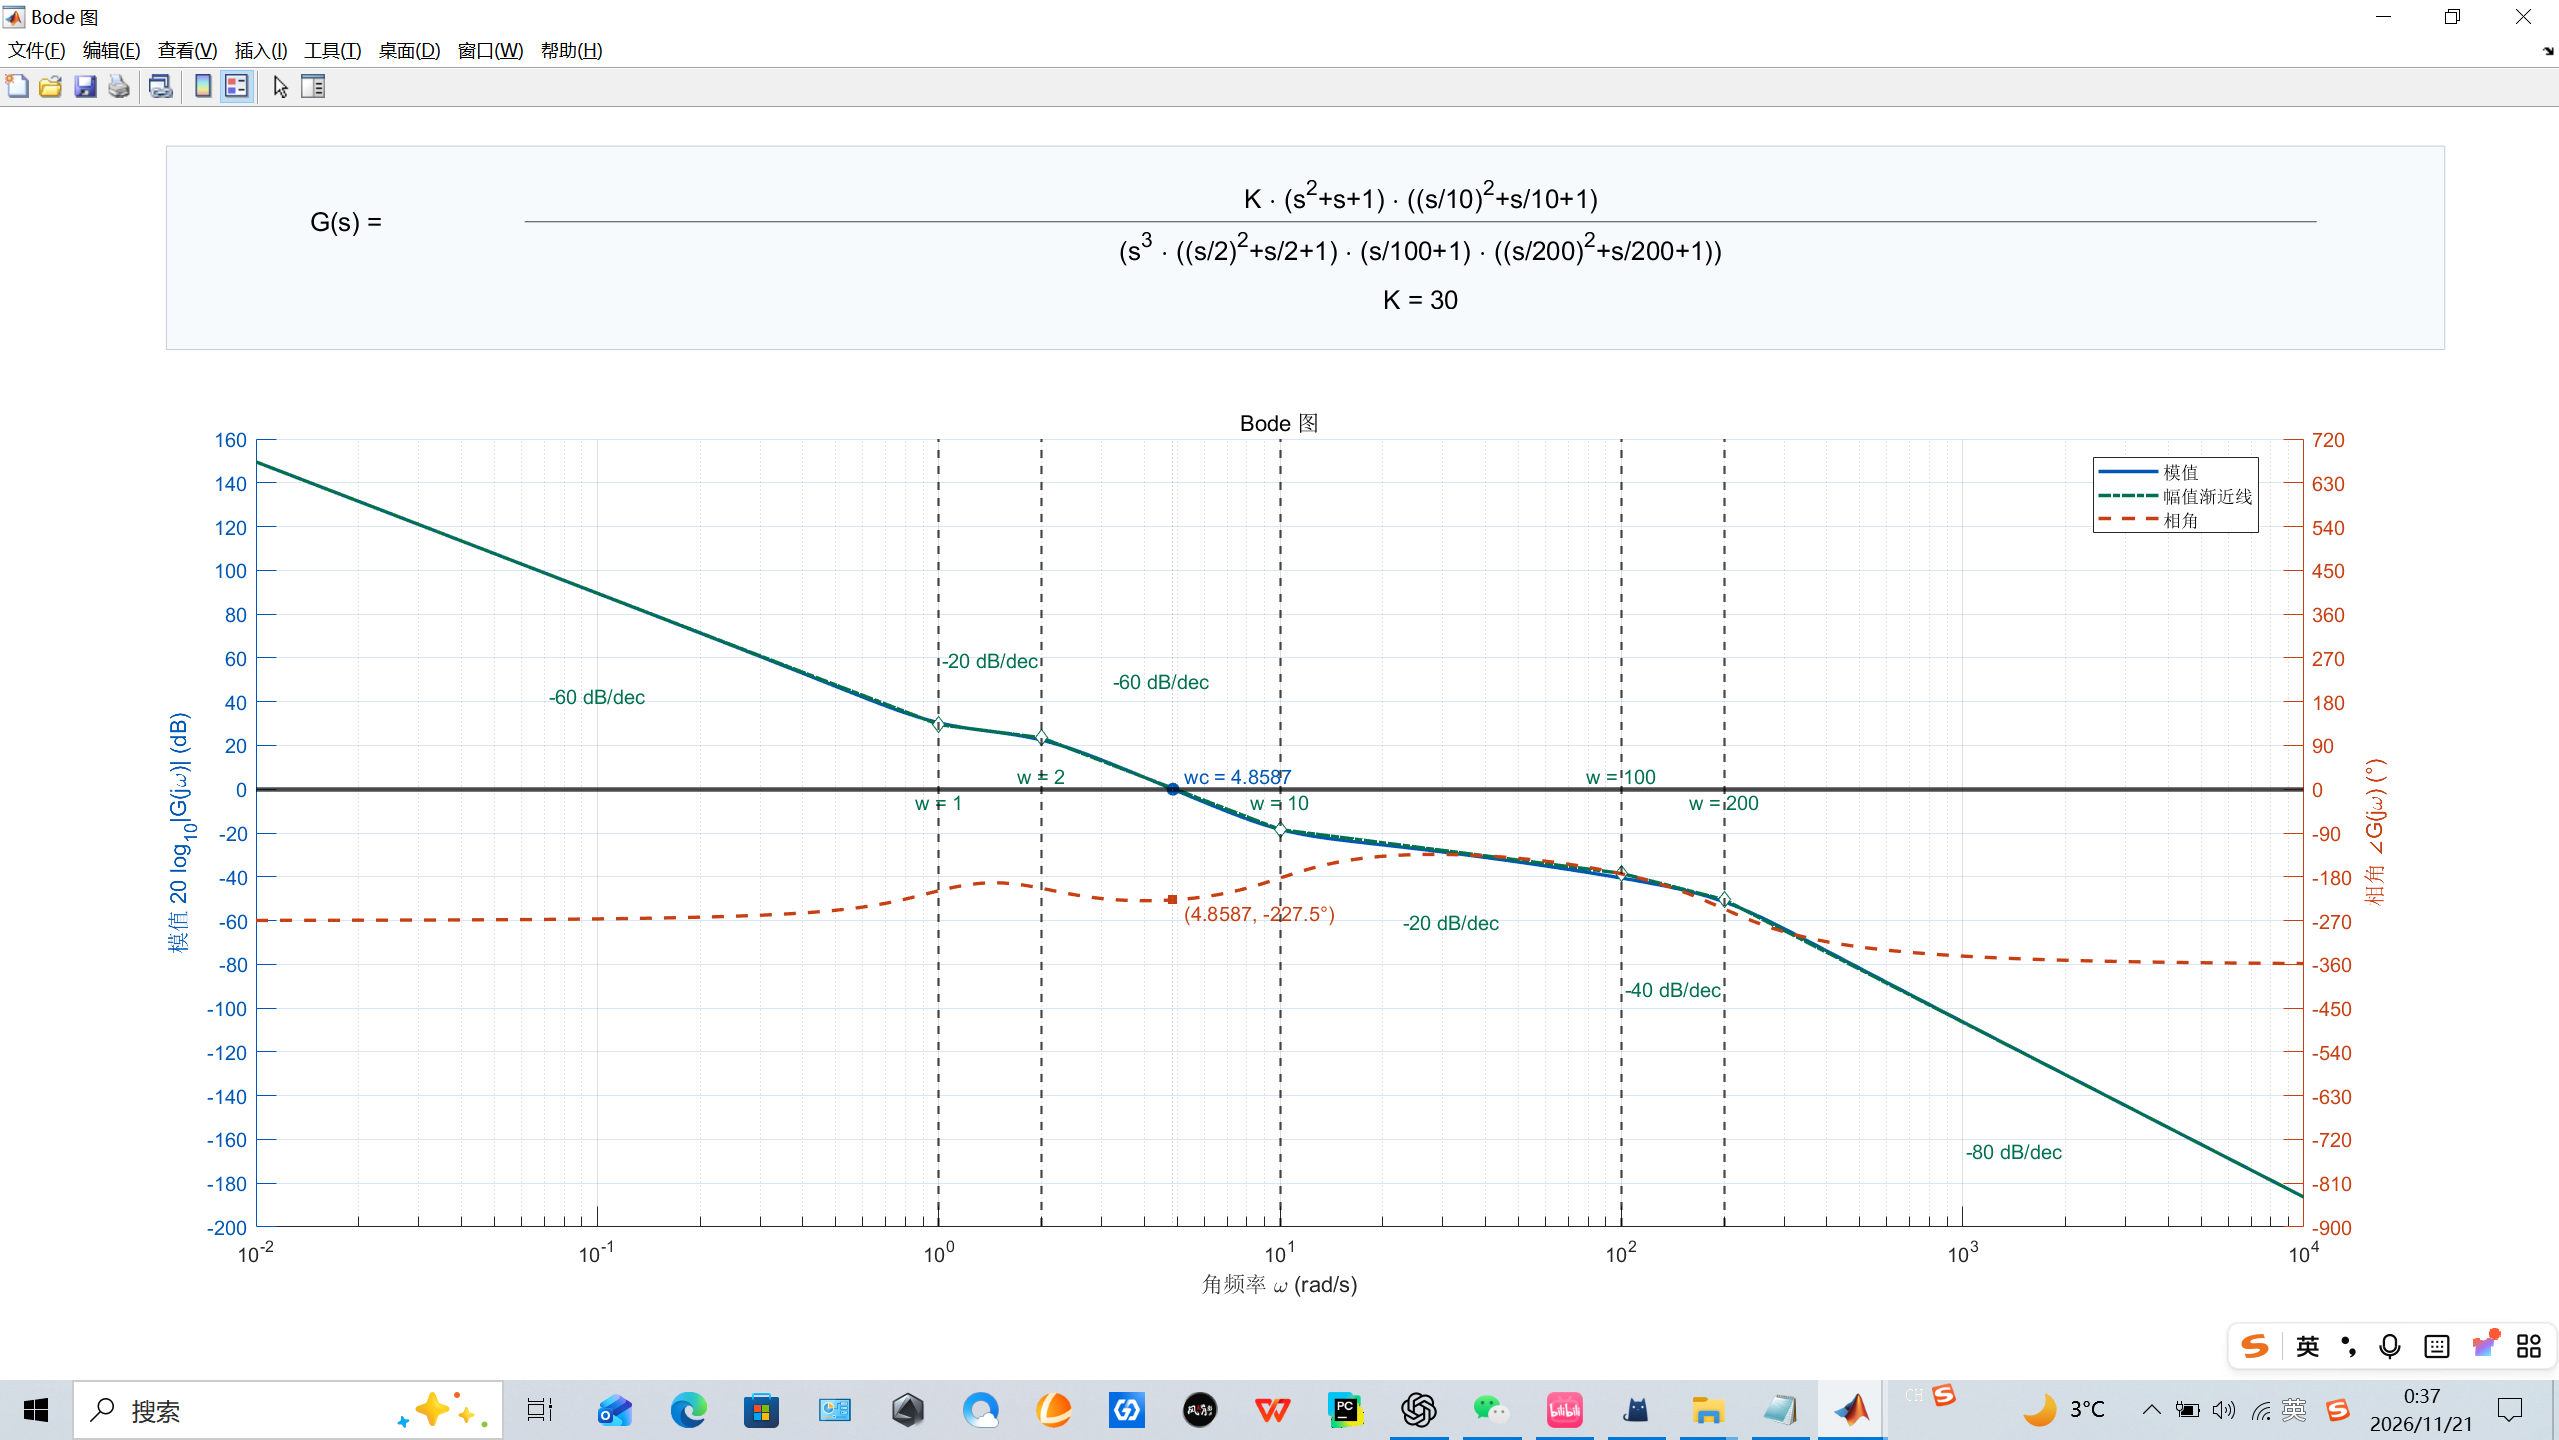 Bode 图
文件(F) 编辑(E) 查看(V) 插入(I) 工具(T) 桌面(D) 窗口(W) 帮助(H)
K · (s²+s+1) · ((s/10)²+s/10+1)
G(s) =
(s³ · ((s/2)²+s/2+1) · (s/100+1) · ((s/200)²+s/200+1))
K = 30
Bode 图
模值
幅值渐近线
相角
160
140
120
100
80
60
40
20
0
-20
-40
-60
-80
-100
-120
-140
-160
-180
-200
模值 20 log₁₀|G(jω)| (dB)
-60 dB/dec
-20 dB/dec
-60 dB/dec
w = 2
wc = 4.8587
w = 100
w = 1
w = 10
w = 200
(4.8587, -227.5°)
-20 dB/dec
-40 dB/dec
-80 dB/dec
720
630
540
450
360
270
180
90
0
-90
-180
-270
-360
-450
-540
-630
-720
-810
-900
相角 ∠G(jω) (°)
10⁻² 10⁻¹ 10⁰ 10¹ 10² 10³ 10⁴
角频率 ω (rad/s)
S 英
搜索
PC
bilibili
CH S
3°C
英 S
0:37
2026/11/21